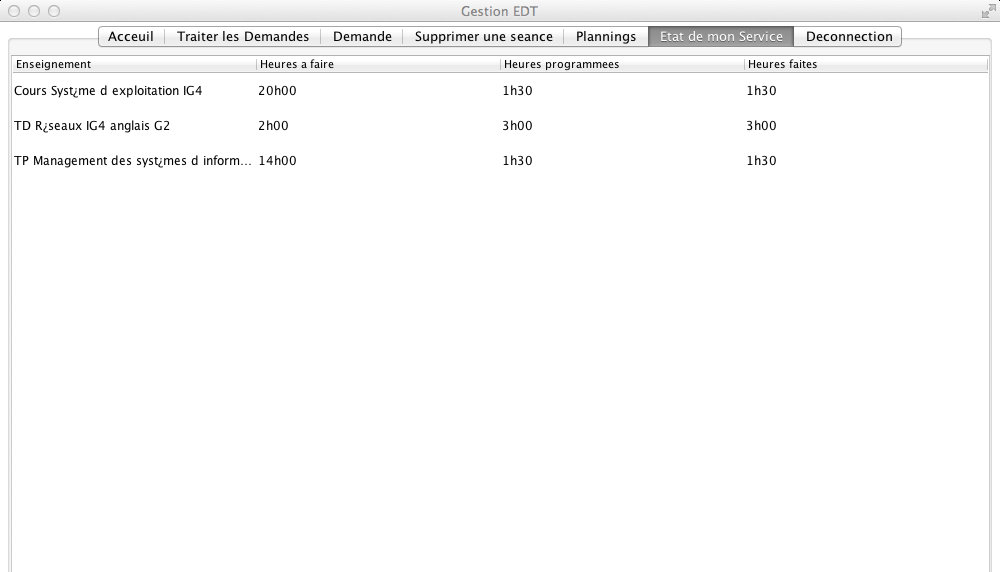 Gestion EDT
Acceuil Traiter les Demandes Demande Supprimer une seance Plannings Etat de mon Service Deconnection
Enseignement Heures a faire Heures programmees Heures faites
Cours Syst¿me d exploitation IG4 20h00 1h30 1h30
TD R¿seaux IG4 anglais G2 2h00 3h00 3h00
TP Management des syst¿mes d inform... 14h00 1h30 1h30